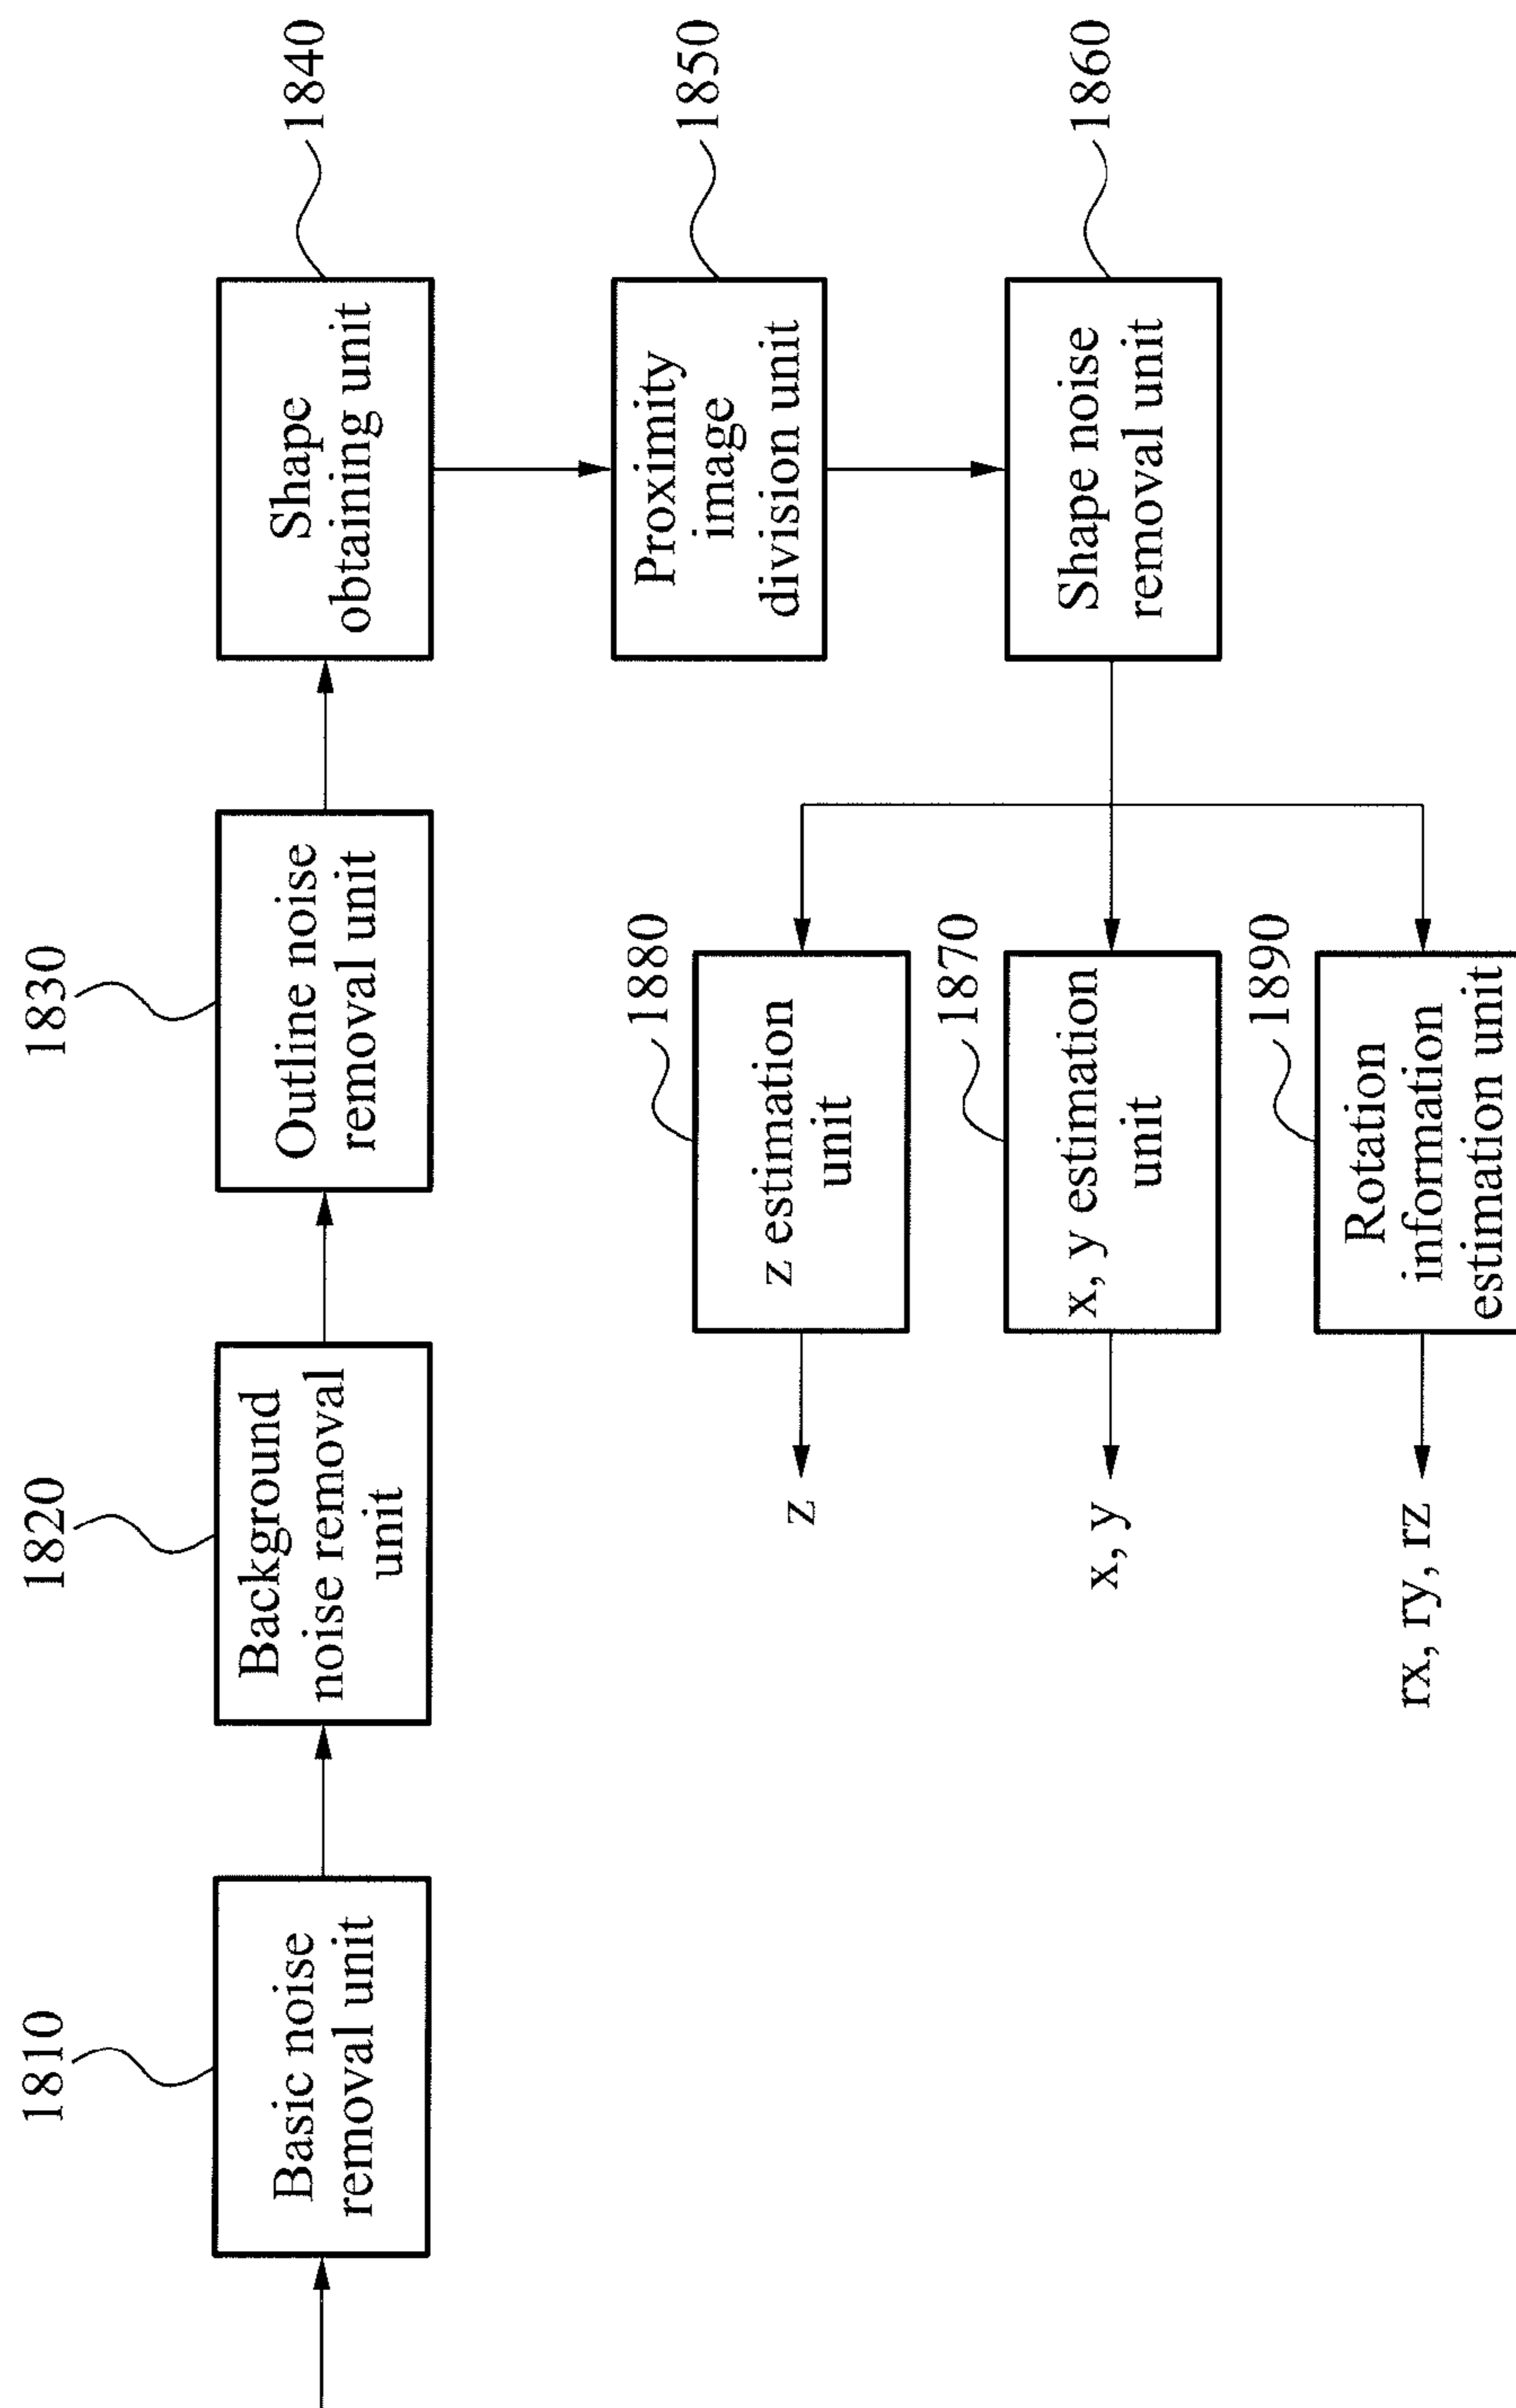 1810
Basic noise
removal unit
1820
Background
noise removal
unit
1830
Outline noise
removal unit
1840
Shape
obtaining unit
1850
Proximity
image
division unit
1860
Shape noise
removal unit
1880
z estimation
unit
z
1870
x, y estimation
unit
x, y
1890
Rotation
information
estimation unit
rx, ry, rz